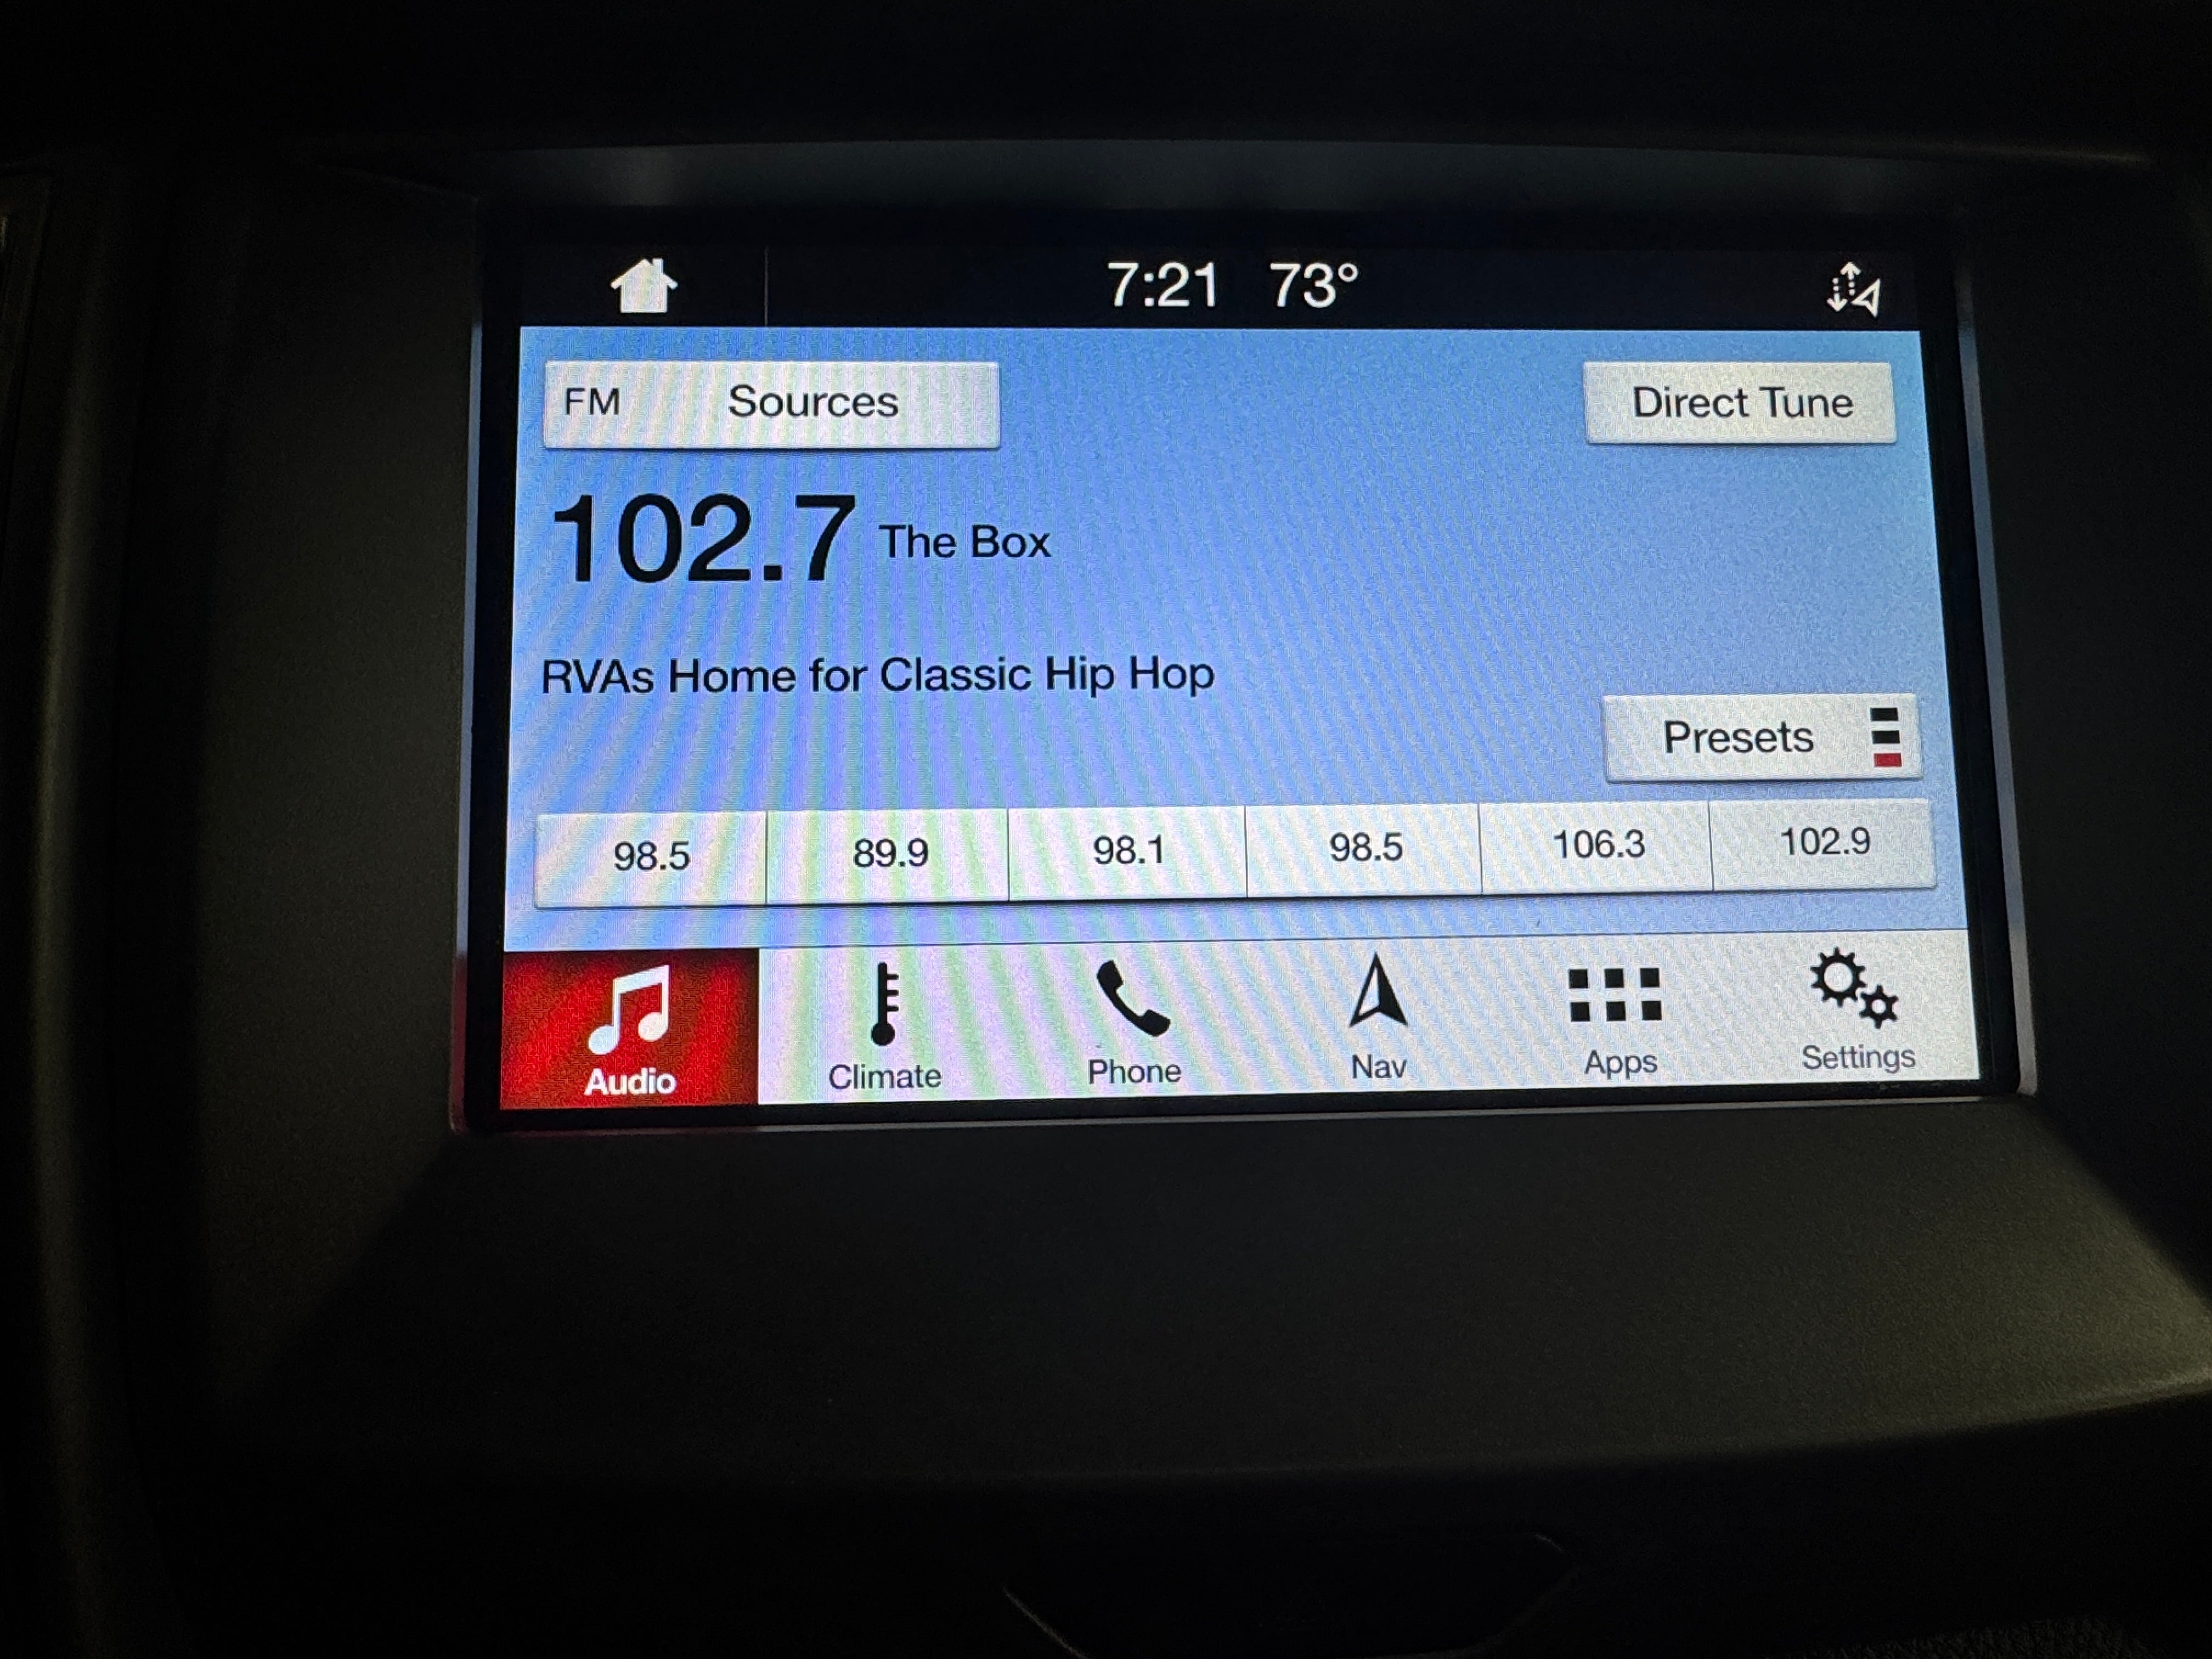 7:21 73°
FM Sources
Direct Tune
102.7 The Box
RVAs Home for Classic Hip Hop
Presets
98.5 89.9 98.1 98.5 106.3 102.9
Audio Climate Phone Nav Apps Settings